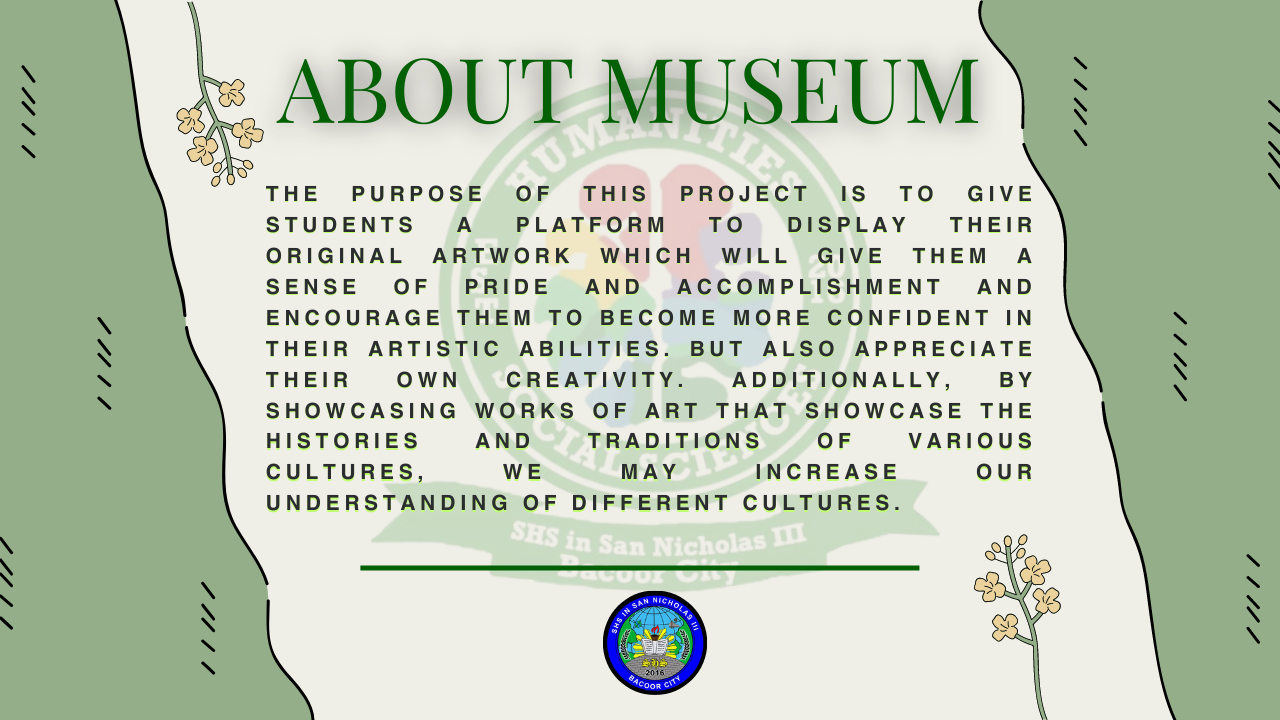 ABOUT MUSEUM
THE PURPOSE OF THIS PROJECT IS TO GIVE
STUDENTS A PLATFORM TO DISPLAY THEIR
ORIGINAL ARTWORK WHICH WILL GIVE THEM A
SENSE OF PRIDE AND ACCOMPLISHMENT AND
ENCOURAGE THEM TO BECOME MORE CONFIDENT IN
THEIR ARTISTIC ABILITIES. BUT ALSO APPRECIATE
THEIR OWN CREATIVITY. ADDITIONALLY, BY
SHOWCASING WORKS OF ART THAT SHOWCASE THE
HISTORIES AND TRADITIONS OF VARIOUS
CULTURES, WE MAY INCREASE OUR
UNDERSTANDING OF DIFFERENT CULTURES.
HUMANITIES
SOCIAL SCIENCES
SHS in San Nicholas III
Bacoor City
SHS IN SAN NICHOLAS III
SHS
2016
BACOOR CITY